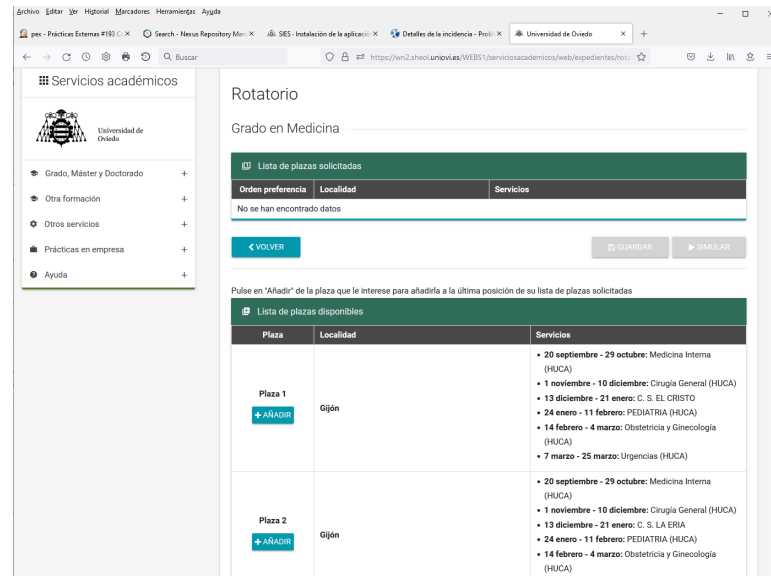 Archivo Editar Ver Historial Marcadores Herramientas Ayuda
pex - Prácticas Externas #193 C
Search - Nexus Repository Man
SIES - Instalación de la aplicació
Detalles de la incidencia - Probl
Universidad de Oviedo
Buscar
https://wn2.sheol.uniovi.es/WEBS1/serviciosacademicos/web/expedientes/rota
Servicios académicos
Universidad de
Oviedo
Grado, Máster y Doctorado +
Otra formación +
Otros servicios +
Prácticas en empresa +
Ayuda +
Rotatorio
Grado en Medicina
Lista de plazas solicitadas
Orden preferencia Localidad Servicios
No se han encontrado datos
VOLVER GUARDAR SIMULAR
Pulse en "Añadir" de la plaza que le interese para añadirla a la última posición de su lista de plazas solicitadas
Lista de plazas disponibles
Plaza Localidad Servicios
Plaza 1
+ AÑADIR
Gijón
• 20 septiembre - 29 octubre: Medicina Interna
(HUCA)
• 1 noviembre - 10 diciembre: Cirugía General (HUCA)
• 13 diciembre - 21 enero: C. S. EL CRISTO
• 24 enero - 11 febrero: PEDIATRIA (HUCA)
• 14 febrero - 4 marzo: Obstetricia y Ginecología
(HUCA)
• 7 marzo - 25 marzo: Urgencias (HUCA)
Plaza 2
+ AÑADIR
Gijón
• 20 septiembre - 29 octubre: Medicina Interna
(HUCA)
• 1 noviembre - 10 diciembre: Cirugía General (HUCA)
• 13 diciembre - 21 enero: C. S. LA ERIA
• 24 enero - 11 febrero: PEDIATRIA (HUCA)
• 14 febrero - 4 marzo: Obstetricia y Ginecología
(HUCA)